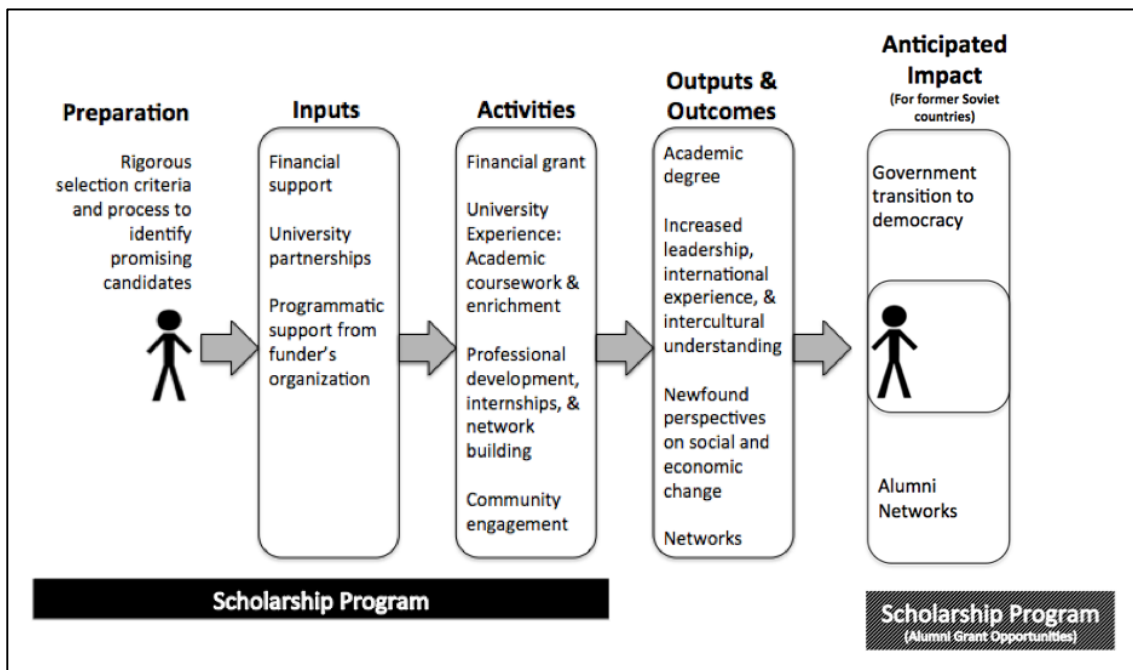 Preparation
Rigorous
selection criteria
and process to
identify
promising
candidates
Inputs
Financial
support
University
partnerships
Programmatic
support from
funder's
organization
Activities
Financial grant
University
Experience:
Academic
coursework &
enrichment
Professional
development,
internships, &
network
building
Community
engagement
Outputs &
Outcomes
Academic
degree
Increased
leadership,
international
experience, &
intercultural
understanding
Newfound
perspectives
on social and
economic
change
Networks
Anticipated
Impact
(For former Soviet
countries)
Government
transition to
democracy
Alumni
Networks
Scholarship Program
Scholarship Program
(Alumni Grant Opportunities)